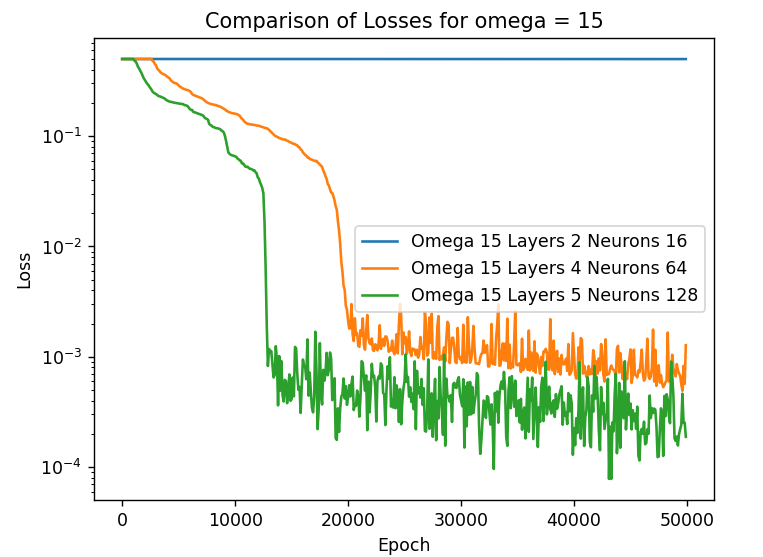 Comparison of Losses for omega = 15
Loss
10⁻¹
10⁻²
10⁻³
10⁻⁴
Omega 15 Layers 2 Neurons 16
Omega 15 Layers 4 Neurons 64
Omega 15 Layers 5 Neurons 128
0 10000 20000 30000 40000 50000
Epoch